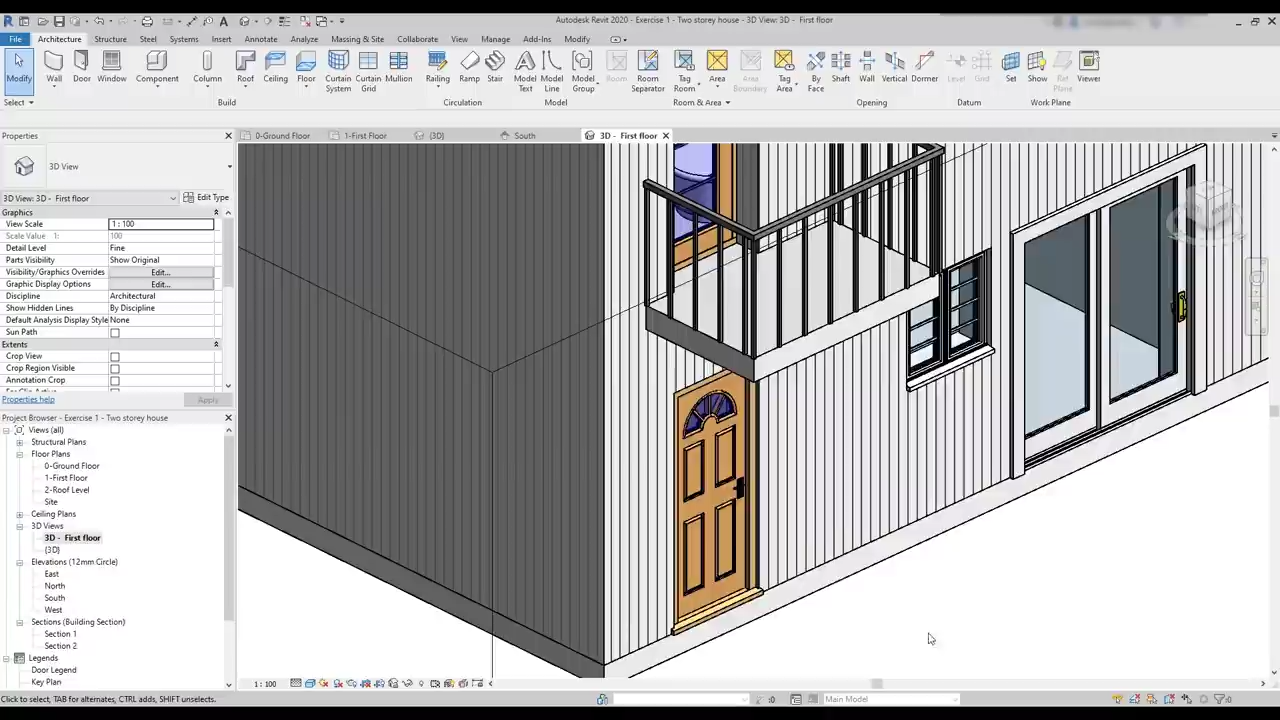 Autodesk Revit 2020 - Exercise 1 - Two storey house - 3D View: 3D - First floor
File Architecture Structure Steel Systems Insert Annotate Analyze Massing & Site Collaborate View Manage Add-Ins Modify
Modify Wall Door Window Component Column Roof Ceiling Floor Curtain System Curtain Grid Mullion Railing Ramp Stair Model Text Model Line Model Group Room Room Separator Tag Room Area Area Boundary Tag Area By Face Shaft Wall Vertical Dormer Level Grid Set Show Ref Plane Viewer
Select Build Circulation Model Room & Area Opening Datum Work Plane
Properties
0-Ground Floor 1-First Floor {3D} South 3D - First floor
3D View
3D View: 3D - First floor Edit Type
Graphics
View Scale 1 : 100
Scale Value 1: 100
Detail Level Fine
Parts Visibility Show Original
Visibility/Graphics Overrides Edit...
Graphic Display Options Edit...
Discipline Architectural
Show Hidden Lines By Discipline
Default Analysis Display Style None
Sun Path
Extents
Crop View
Crop Region Visible
Annotation Crop
Properties help Apply
Project Browser - Exercise 1 - Two storey house
Views (all)
Structural Plans
Floor Plans
0-Ground Floor
1-First Floor
2-Roof Level
Site
Ceiling Plans
3D Views
3D - First floor
{3D}
Elevations (12mm Circle)
East
North
South
West
Sections (Building Section)
Section 1
Section 2
Legends
Door Legend
Key Plan
1 : 100
Click to select, TAB for alternates, CTRL adds, SHIFT unselects. :0 Main Model :0